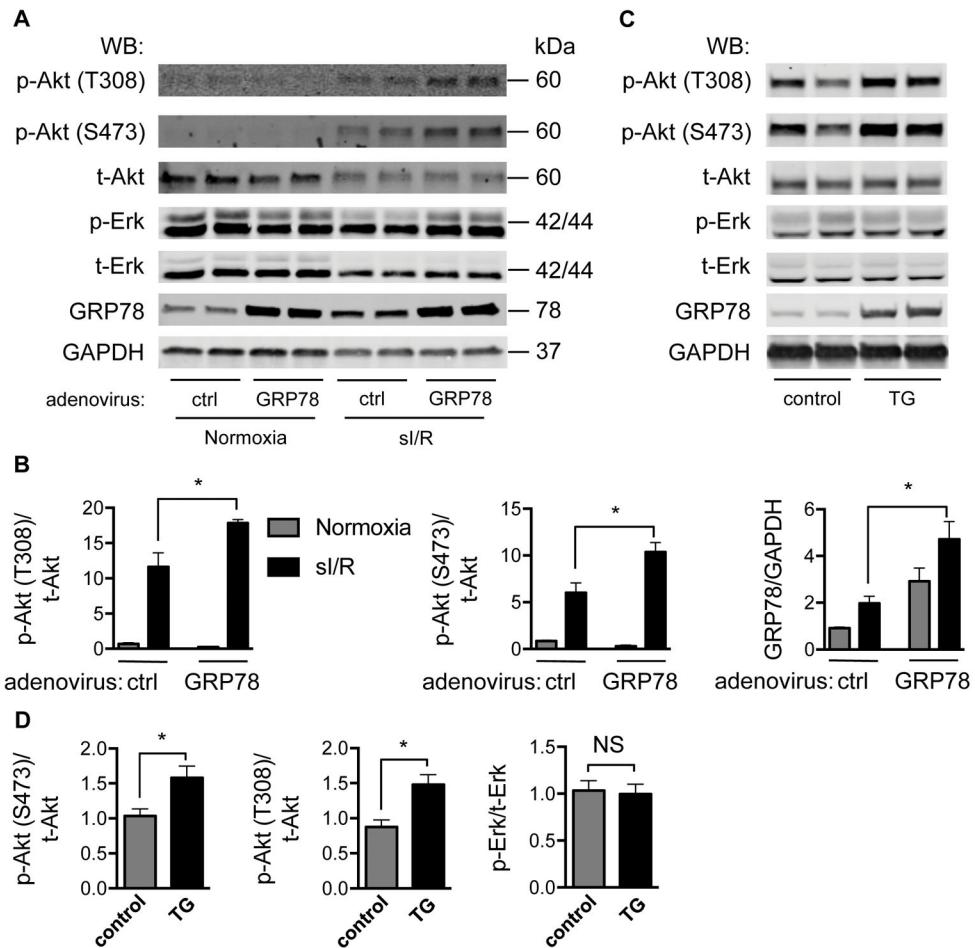 A
WB:
kDa
p-Akt (T308)
60
p-Akt (S473)
60
t-Akt
60
p-Erk
42/44
t-Erk
42/44
GRP78
78
GAPDH
37
adenovirus: ctrl GRP78 ctrl GRP78
Normoxia sI/R
C
WB:
p-Akt (T308)
p-Akt (S473)
t-Akt
p-Erk
t-Erk
GRP78
GAPDH
control TG
B
p-Akt (T308)/
t-Akt
20
15
10
5
0
*
adenovirus: ctrl GRP78
Normoxia
sI/R
p-Akt (S473)/
t-Akt
15
10
5
0
*
adenovirus: ctrl GRP78
GRP78/GAPDH
6
4
2
0
*
adenovirus: ctrl GRP78
D
p-Akt (S473)/
t-Akt
2.0
1.5
1.0
0.5
0.0
*
control TG
p-Akt (T308)/
t-Akt
2.0
1.5
1.0
0.5
0.0
*
control TG
p-Erk/t-Erk
1.5
1.0
0.5
0.0
NS
control TG